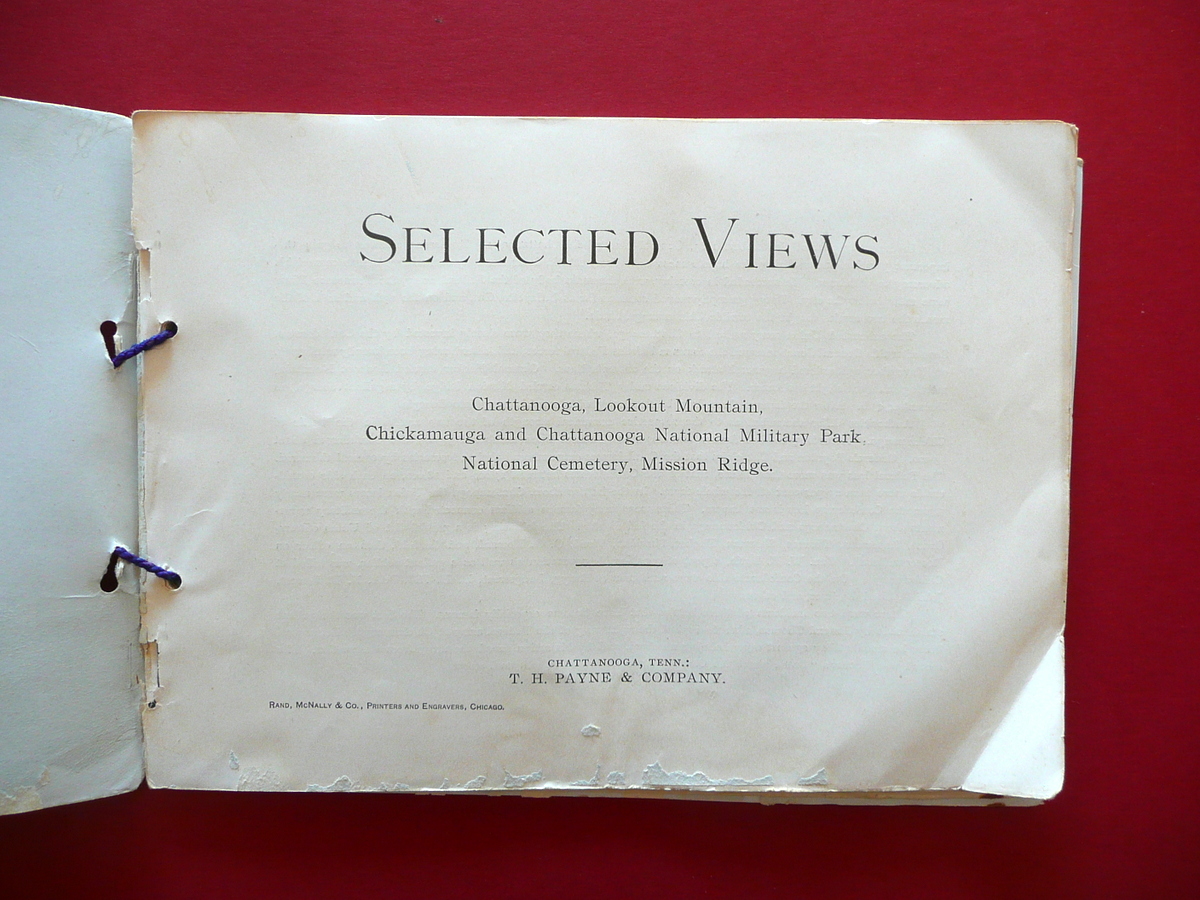 SELECTED VIEWS
Chattanooga, Lookout Mountain,
Chickamauga and Chattanooga National Military Park,
National Cemetery, Mission Ridge.
CHATTANOOGA, TENN.:
T. H. PAYNE & COMPANY.
RAND, MCNALLY & CO., PRINTERS AND ENGRAVERS, CHICAGO.